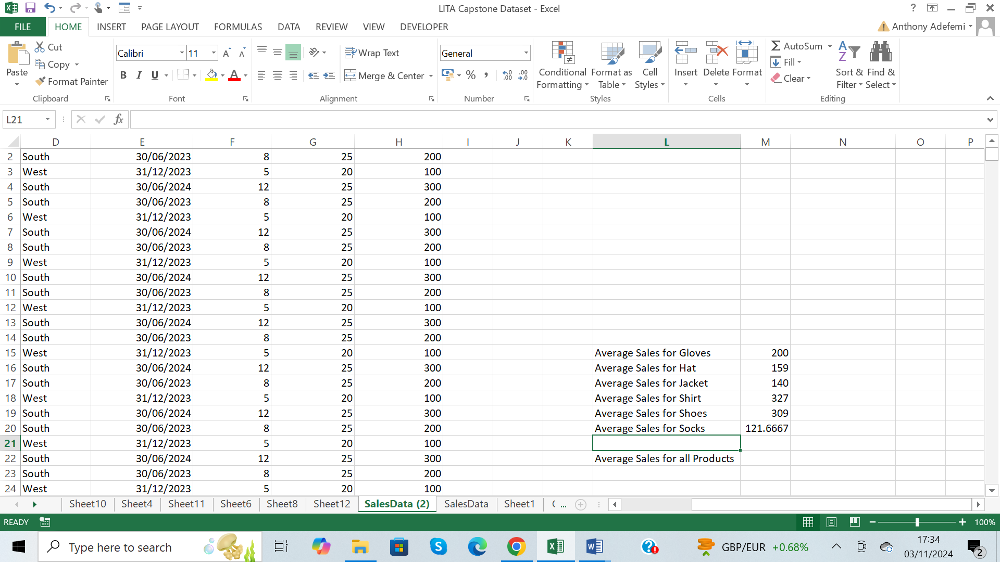 LITA Capstone Dataset - Excel
?
FILE HOME INSERT PAGE LAYOUT FORMULAS DATA REVIEW VIEW DEVELOPER Anthony Adefemi
Paste Cut
Copy
Format Painter
Clipboard
Calibri 11 A A
B I U A
Font
Wrap Text
Merge & Center
Alignment
General
% , .0 .00 .00 .0
Number
Conditional Formatting
Format as Table
Cell Styles
Styles
Insert Delete Format
Cells
AutoSum
Fill
Clear
Sort & Filter
Find & Select
Editing
L21 fx
D E F G H I J K L M N O P
2 South 30/06/2023 8 25 200
3 West 31/12/2023 5 20 100
4 South 30/06/2024 12 25 300
5 South 30/06/2023 8 25 200
6 West 31/12/2023 5 20 100
7 South 30/06/2024 12 25 300
8 South 30/06/2023 8 25 200
9 West 31/12/2023 5 20 100
10 South 30/06/2024 12 25 300
11 South 30/06/2023 8 25 200
12 West 31/12/2023 5 20 100
13 South 30/06/2024 12 25 300
14 South 30/06/2023 8 25 200
15 West 31/12/2023 5 20 100 Average Sales for Gloves 200
16 South 30/06/2024 12 25 300 Average Sales for Hat 159
17 South 30/06/2023 8 25 200 Average Sales for Jacket 140
18 West 31/12/2023 5 20 100 Average Sales for Shirt 327
19 South 30/06/2024 12 25 300 Average Sales for Shoes 309
20 South 30/06/2023 8 25 200 Average Sales for Socks 121.6667
21 West 31/12/2023 5 20 100
22 South 30/06/2024 12 25 300 Average Sales for all Products
23 South 30/06/2023 8 25 200
24 West 31/12/2023 5 20 100
Sheet10 Sheet4 Sheet11 Sheet6 Sheet8 Sheet12 SalesData (2) SalesData Sheet1 ...
READY 100%
Type here to search GBP/EUR +0.68% 17:34
03/11/2024 2